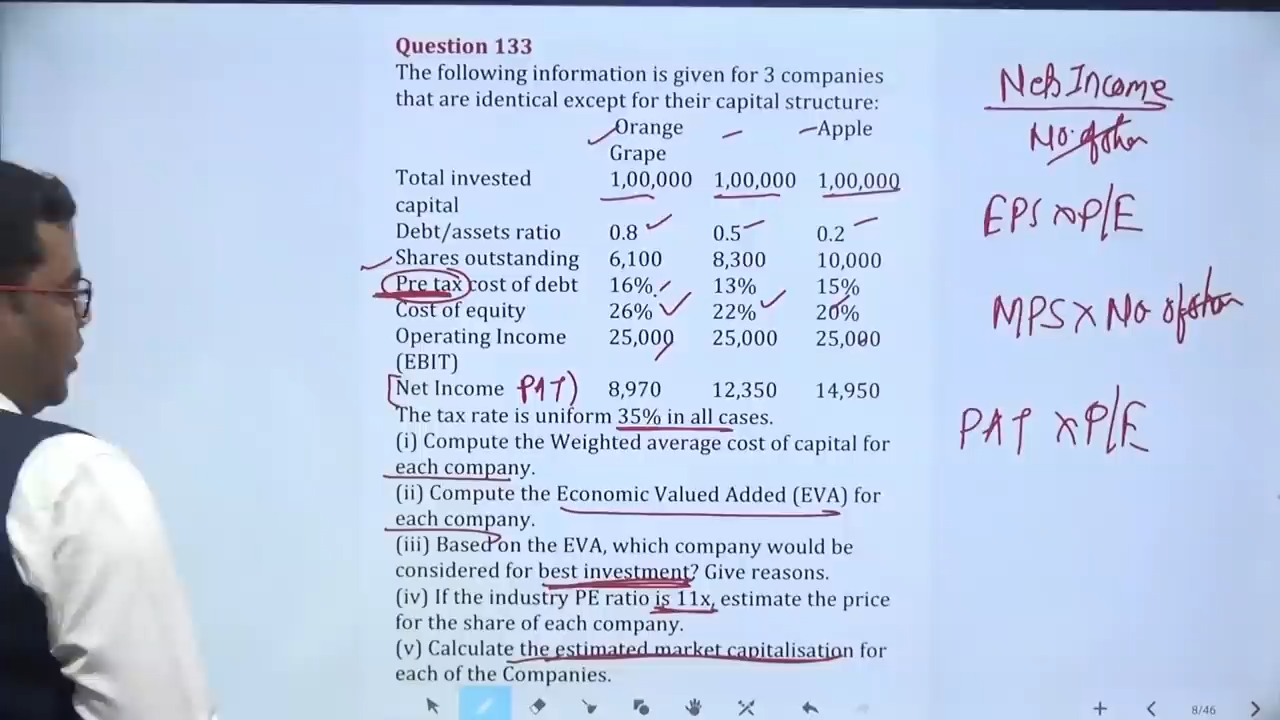 Question 133
The following information is given for 3 companies
that are identical except for their capital structure:
Orange Apple
Grape
Total invested 1,00,000 1,00,000 1,00,000
capital
Debt/assets ratio 0.8 0.5 0.2
Shares outstanding 6,100 8,300 10,000
Pre tax cost of debt 16% 13% 15%
Cost of equity 26% 22% 20%
Operating Income 25,000 25,000 25,000
(EBIT)
Net Income PAT) 8,970 12,350 14,950
The tax rate is uniform 35% in all cases.
(i) Compute the Weighted average cost of capital for
each company.
(ii) Compute the Economic Valued Added (EVA) for
each company.
(iii) Based on the EVA, which company would be
considered for best investment? Give reasons.
(iv) If the industry PE ratio is 11x, estimate the price
for the share of each company.
(v) Calculate the estimated market capitalisation for
each of the Companies.
Net Income
No. of
EPS x P/E
MPS x No of
PAT x P/E
8/46